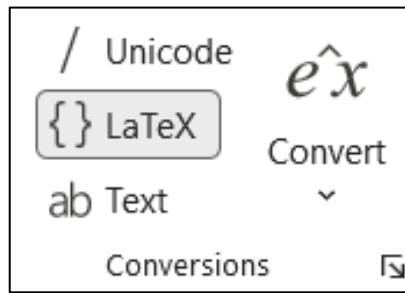 / Unicode
{} LaTeX
ab Text
e^x
Convert
Conversions